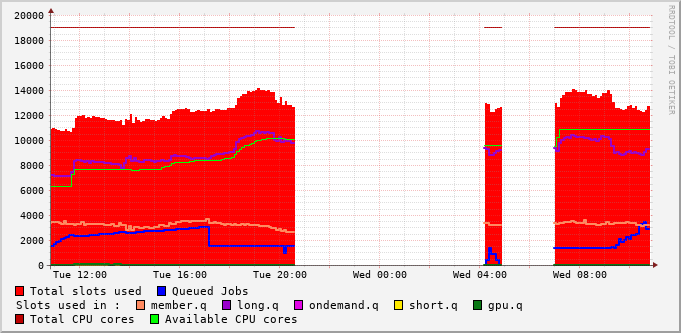 RRDTOOL / TOBI OETIKER
20000
18000
16000
14000
12000
10000
8000
6000
4000
2000
0
Tue 12:00 Tue 16:00 Tue 20:00 Wed 00:00 Wed 04:00 Wed 08:00
Total slots used Queued Jobs
Slots used in : member.q long.q ondemand.q short.q gpu.q
Total CPU cores Available CPU cores